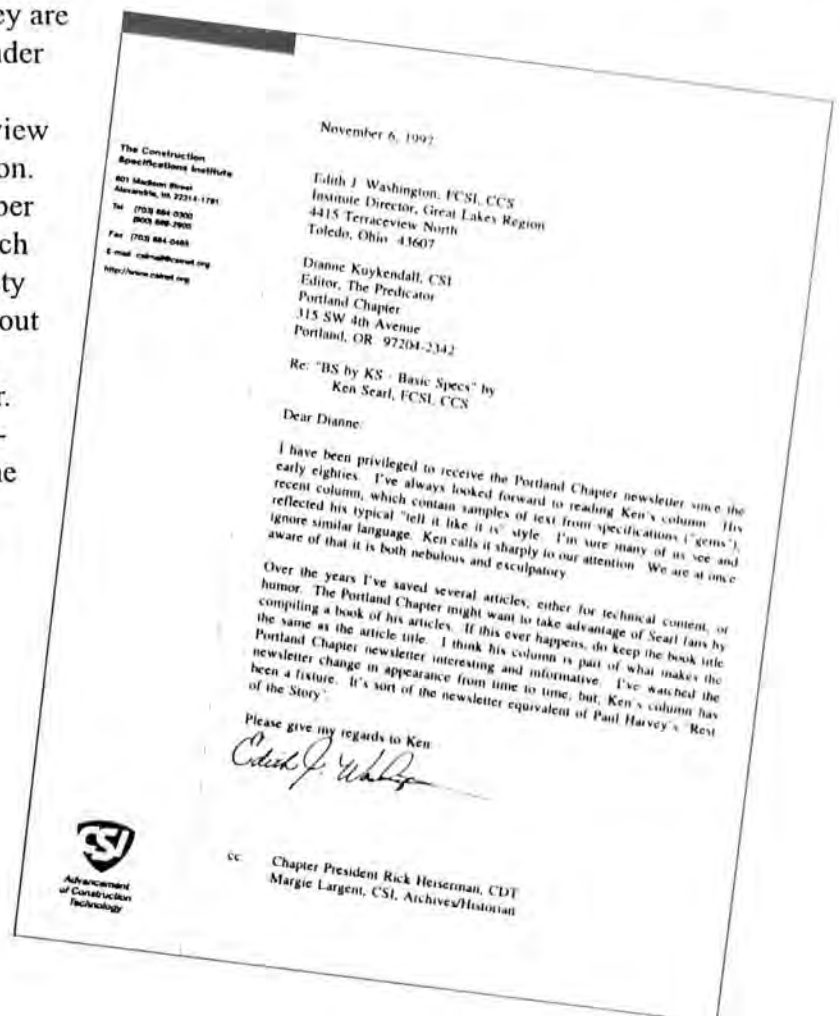 ey are
der
iew
on.
ber
ch
ty
out
r.
-
ne
The Construction
Specifications Institute
601 Madison Street
Alexandria, VA 22314-1791
Tel (703) 684-0300
(800) 689-2900
Fax (703) 684-0465
E-mail csimail@csinet.org
http://www.csinet.org
November 6, 1997
Edith J. Washington, FCSI, CCS
Institute Director, Great Lakes Region
4415 Terraceview North
Toledo, Ohio 43607
Dianne Kuykendall, CSI
Editor, The Predicator
Portland Chapter
315 SW 4th Avenue
Portland, OR 97204-2342
Re: "BS by KS - Basic Specs" by
Ken Searl, FCSI, CCS
Dear Dianne:
I have been privileged to receive the Portland Chapter newsletter since the
early eighties. I've always looked forward to reading Ken's column. His
recent column, which contain samples of text from specifications ("gems"),
reflected his typical "tell it like it is" style. I'm sure many of us see and
ignore similar language. Ken calls it sharply to our attention. We are at once
aware of that it is both nebulous and exculpatory.
Over the years I've saved several articles, either for technical content, or
humor. The Portland Chapter might want to take advantage of Searl fans by
compiling a book of his articles. If this ever happens, do keep the book title
the same as the article title. I think his column is part of what makes the
Portland Chapter newsletter interesting and informative. I've watched the
newsletter change in appearance from time to time, but, Ken's column has
been a fixture. It's sort of the newsletter equivalent of Paul Harvey's "Rest
of the Story".
Please give my regards to Ken
Edith J. Washington
CSI
Advancement
of Construction
Technology
cc: Chapter President Rick Heiserman, CDT
Margie Largent, CSI, Archives/Historian